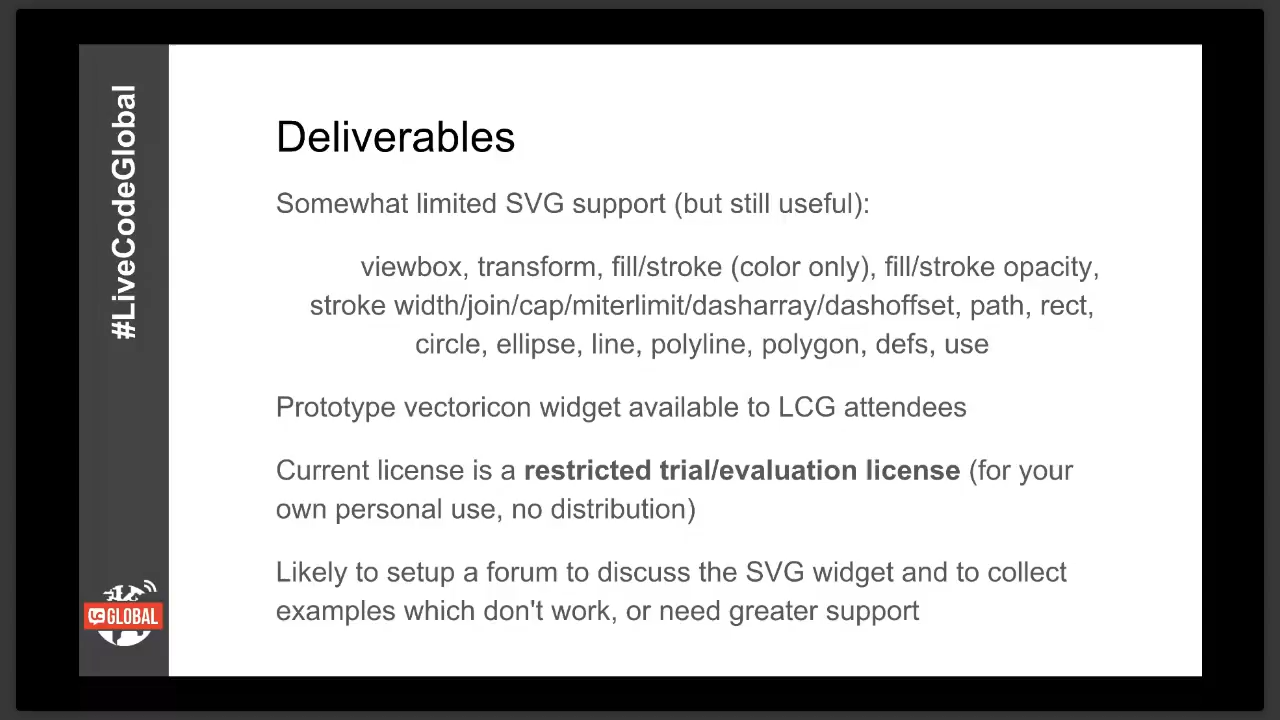 #LiveCodeGlobal
Deliverables
Somewhat limited SVG support (but still useful):
viewbox, transform, fill/stroke (color only), fill/stroke opacity,
stroke width/join/cap/miterlimit/dasharray/dashoffset, path, rect,
circle, ellipse, line, polyline, polygon, defs, use
Prototype vectoricon widget available to LCG attendees
Current license is a restricted trial/evaluation license (for your
own personal use, no distribution)
Likely to setup a forum to discuss the SVG widget and to collect
examples which don't work, or need greater support
GLOBAL